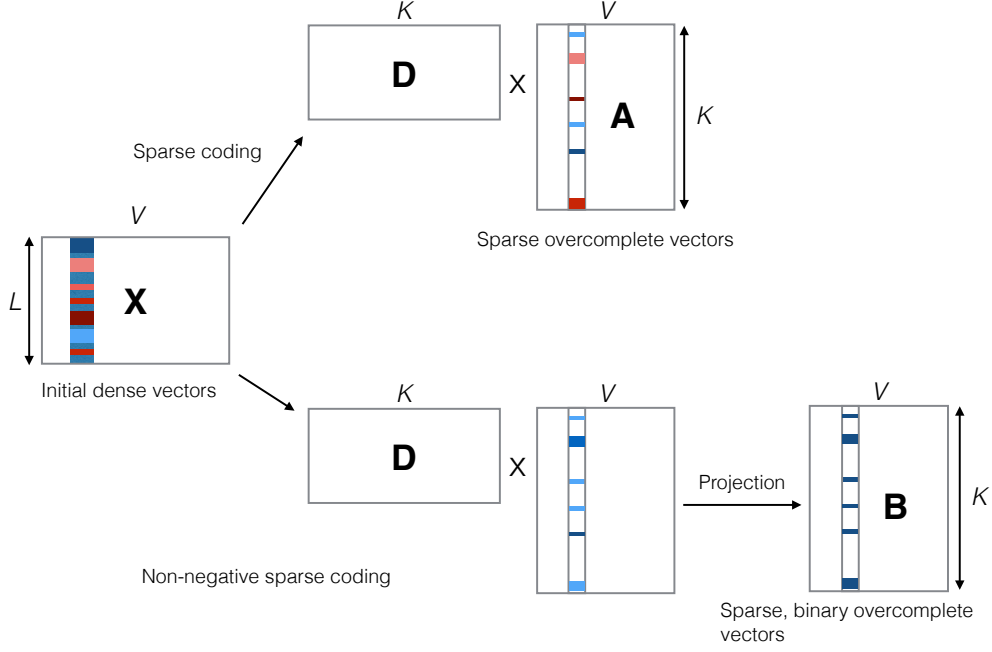 K
V
D
X
A
K
Sparse coding
Sparse overcomplete vectors
V
L
X
Initial dense vectors
K
V
V
D
X
Projection
B
K
Non-negative sparse coding
Sparse, binary overcomplete
vectors